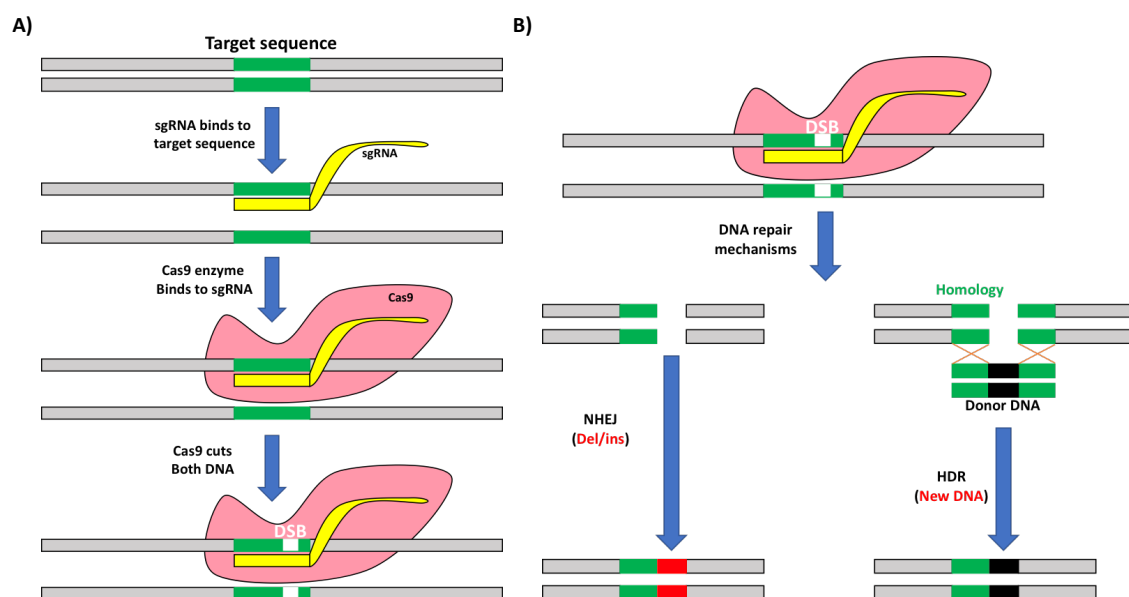 A)
Target sequence
sgRNA binds to
target sequence
sgRNA
Cas9 enzyme
Binds to sgRNA
Cas9
Cas9 cuts
Both DNA
DSB
B)
DSB
DNA repair
mechanisms
Homology
Donor DNA
NHEJ
(Del/ins)
HDR
(New DNA)